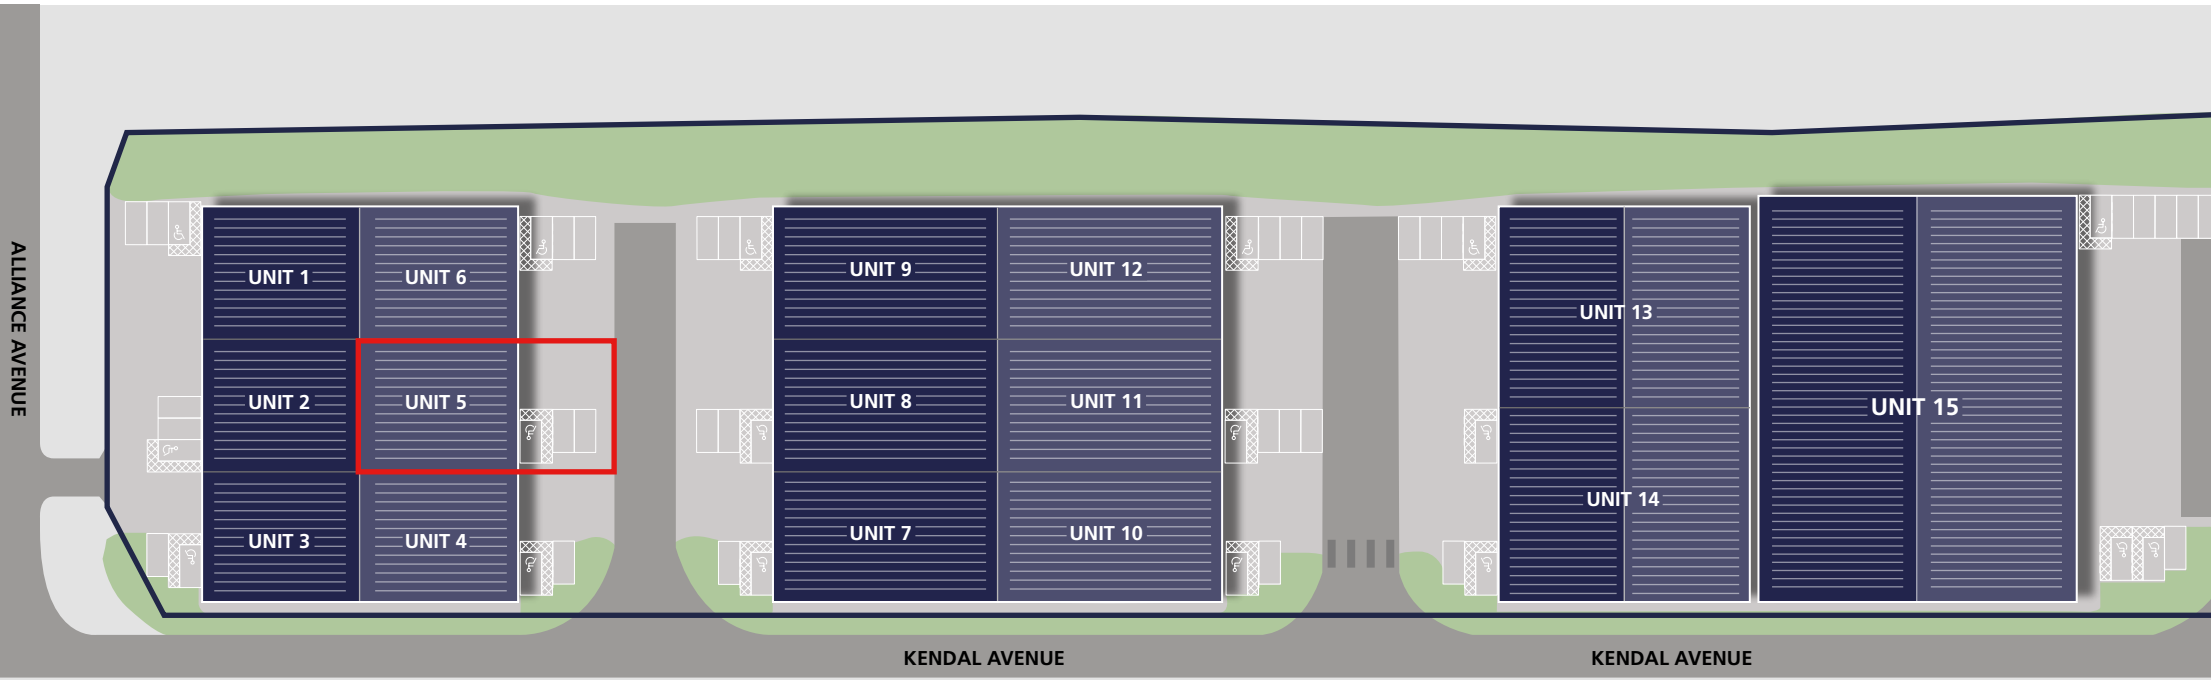 ALLIANCE AVENUE
UNIT 1
UNIT 6
UNIT 2
UNIT 5
UNIT 3
UNIT 4
UNIT 9
UNIT 12
UNIT 8
UNIT 11
UNIT 7
UNIT 10
UNIT 13
UNIT 14
UNIT 15
KENDAL AVENUE
KENDAL AVENUE